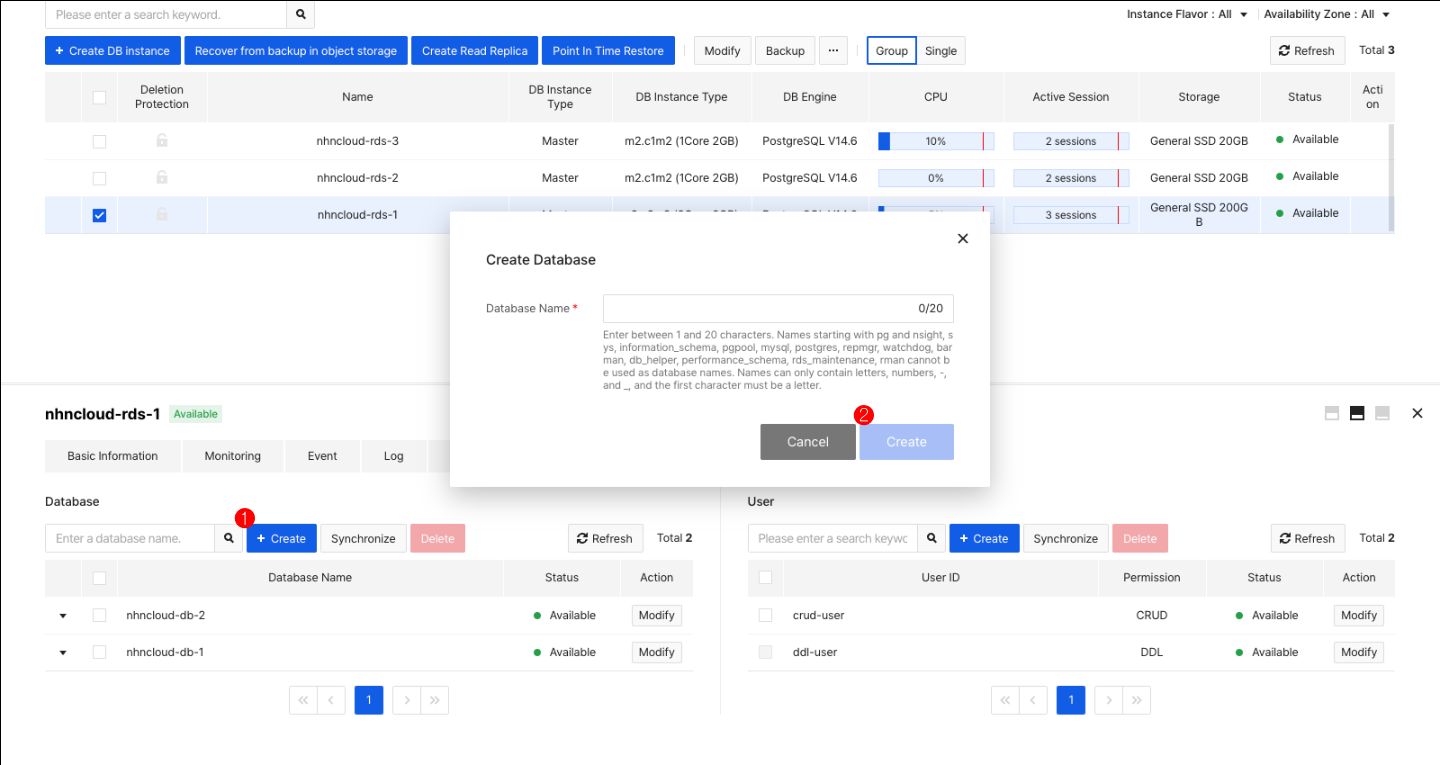 Please enter a search keyword.
Instance Flavor : All
Availability Zone : All
+ Create DB instance
Recover from backup in object storage
Create Read Replica
Point In Time Restore
Modify
Backup
···
Group
Single
Refresh
Total 3
Deletion
Protection
Name
DB Instance
Type
DB Instance Type
DB Engine
CPU
Active Session
Storage
Status
Acti
on
nhncloud-rds-3
Master
m2.c1m2 (1Core 2GB)
PostgreSQL V14.6
10%
2 sessions
General SSD 20GB
Available
nhncloud-rds-2
Master
m2.c1m2 (1Core 2GB)
PostgreSQL V14.6
0%
2 sessions
General SSD 20GB
Available
nhncloud-rds-1
3 sessions
General SSD 200G
B
Available
Create Database
Database Name *
0/20
Enter between 1 and 20 characters. Names starting with pg and nsight, s
ys, information_schema, pgpool, mysql, postgres, repmgr, watchdog, bar
man, db_helper, performance_schema, rds_maintenance, rman cannot b
e used as database names. Names can only contain letters, numbers, -,
and _, and the first character must be a letter.
2
Cancel
Create
nhncloud-rds-1
Available
Basic Information
Monitoring
Event
Log
Database
1
Enter a database name.
+ Create
Synchronize
Delete
Refresh
Total 2
Database Name
Status
Action
nhncloud-db-2
Available
Modify
nhncloud-db-1
Available
Modify
1
User
Please enter a search keywc
+ Create
Synchronize
Delete
Refresh
Total 2
User ID
Permission
Status
Action
crud-user
CRUD
Available
Modify
ddl-user
DDL
Available
Modify
1